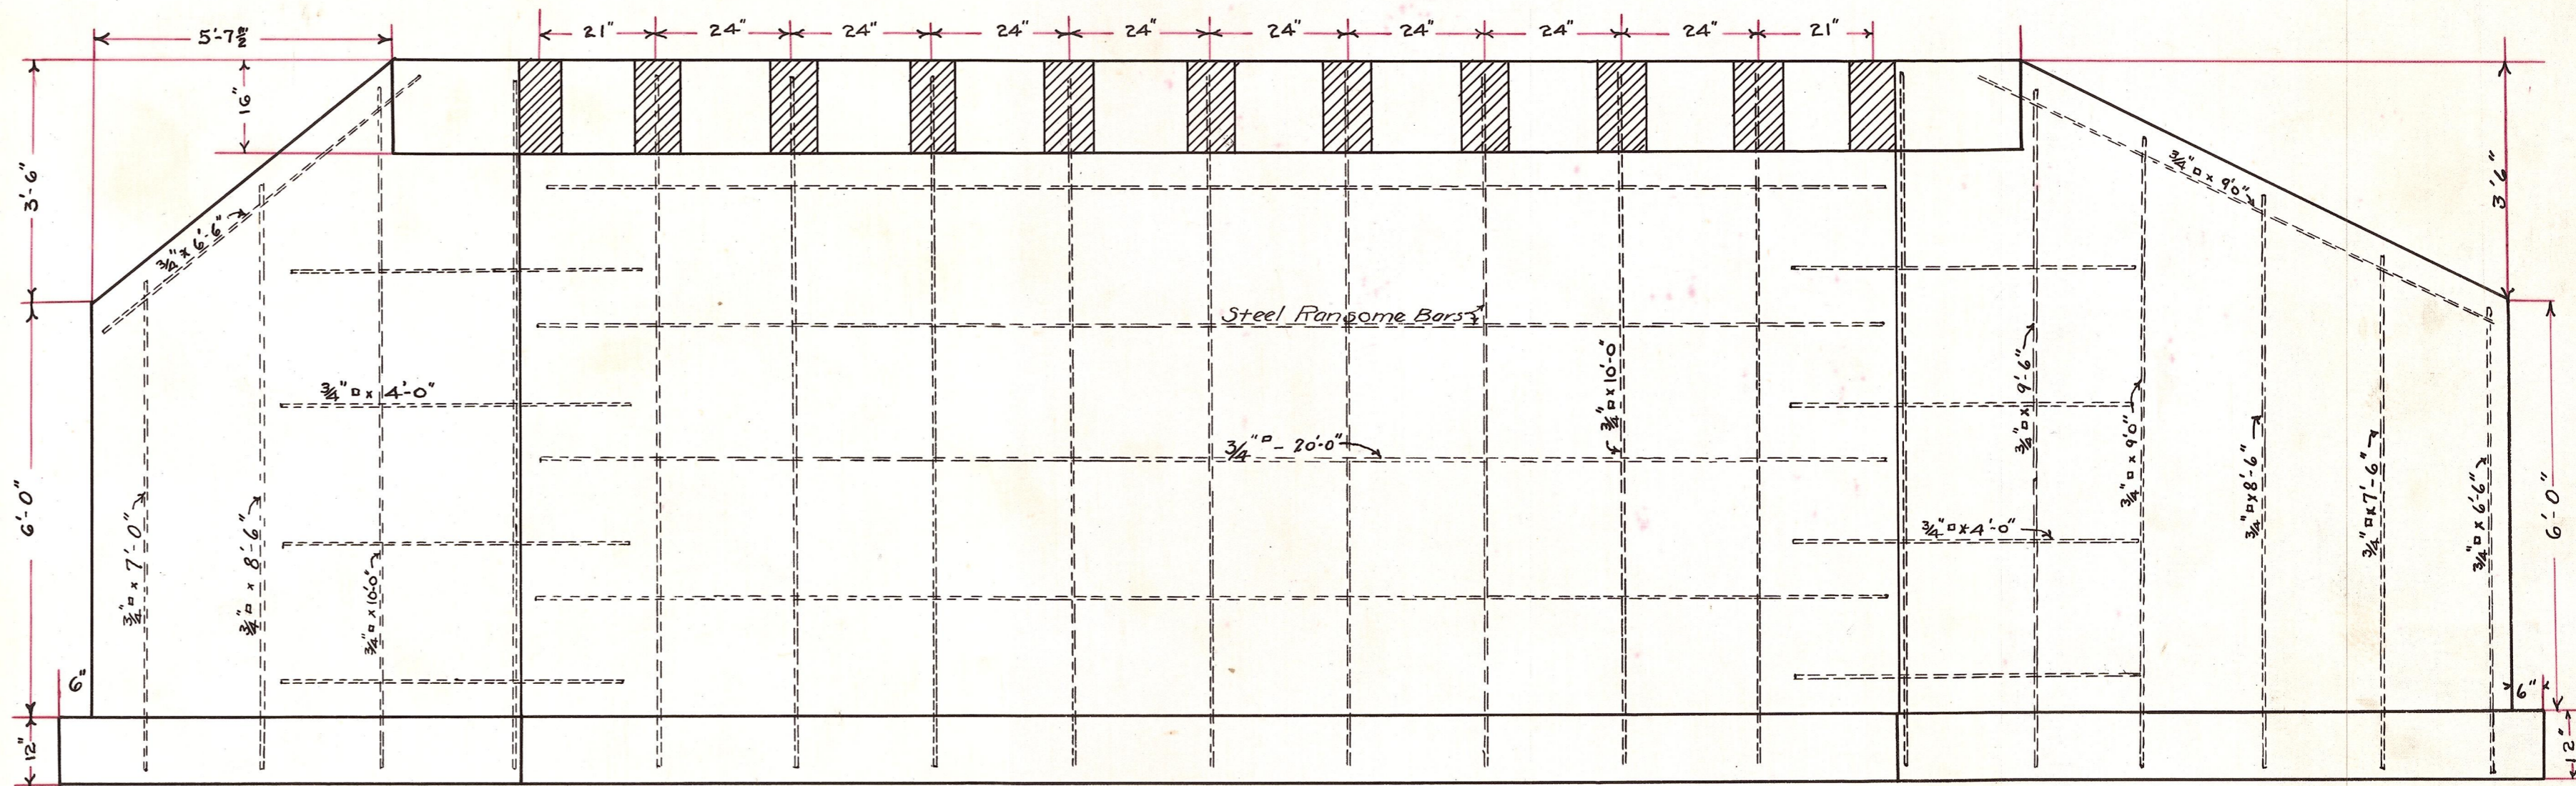 5'-7½"
21"
24"
24"
24"
24"
24"
24"
24"
24"
21"
16"
3'-6"
3'6"
¾" x 6'-6"
¾"□ x 9'0"
Steel Ransome Bars
¾"□ x 4'-0"
¾"□ x 10'-0"
¾"□ x 9'-6"
¾"□ - 20'-0"
¾"□ x 9'0"
6'-0"
¾"□ x 7'-0"
¾"□ x 8'-6"
¾"□ x 10'-0"
¾"□ x 4'-0"
¾"□ x 8'-6"
¾"□ x 7'-6"
¾"□ x 6'-6"
6'-0"
6"
6"
12"
12"